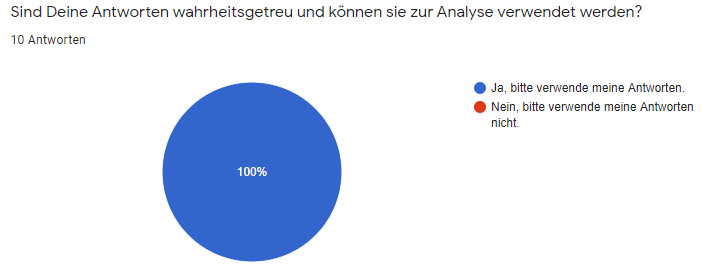 Sind Deine Antworten wahrheitsgetreu und können sie zur Analyse verwendet werden?
10 Antworten
Ja, bitte verwende meine Antworten.
Nein, bitte verwende meine Antworten
nicht.
100%